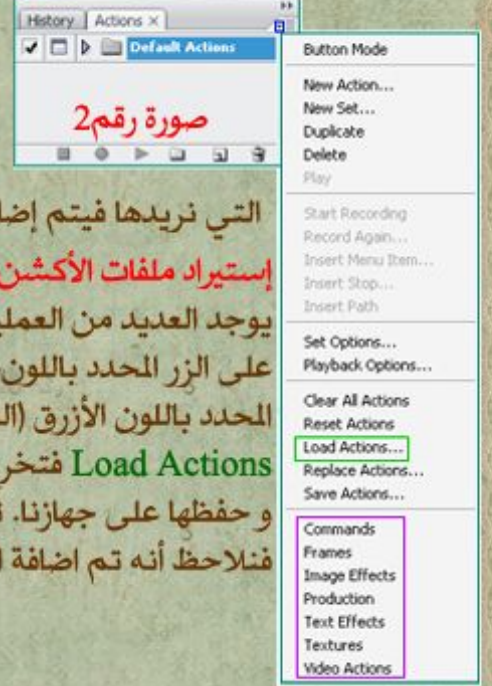 History
Actions ×
Default Actions
صورة رقم2
Button Mode
New Action...
New Set...
Duplicate
Delete
Play
Start Recording
Record Again...
Insert Menu Item...
Insert Stop...
Insert Path
Set Options...
Playback Options...
Clear All Actions
Reset Actions
Load Actions...
Replace Actions...
Save Actions...
Commands
Frames
Image Effects
Production
Text Effects
Textures
Video Actions
التي نريدها فيتم
إستيراد ملفات الأكشن
يوجد العديد من
على الزر المحدد باللون
المحدد باللون الأزرق
Load Actions
و حفظها على جهازنا.
فنلاحظ أنه تم اضافة